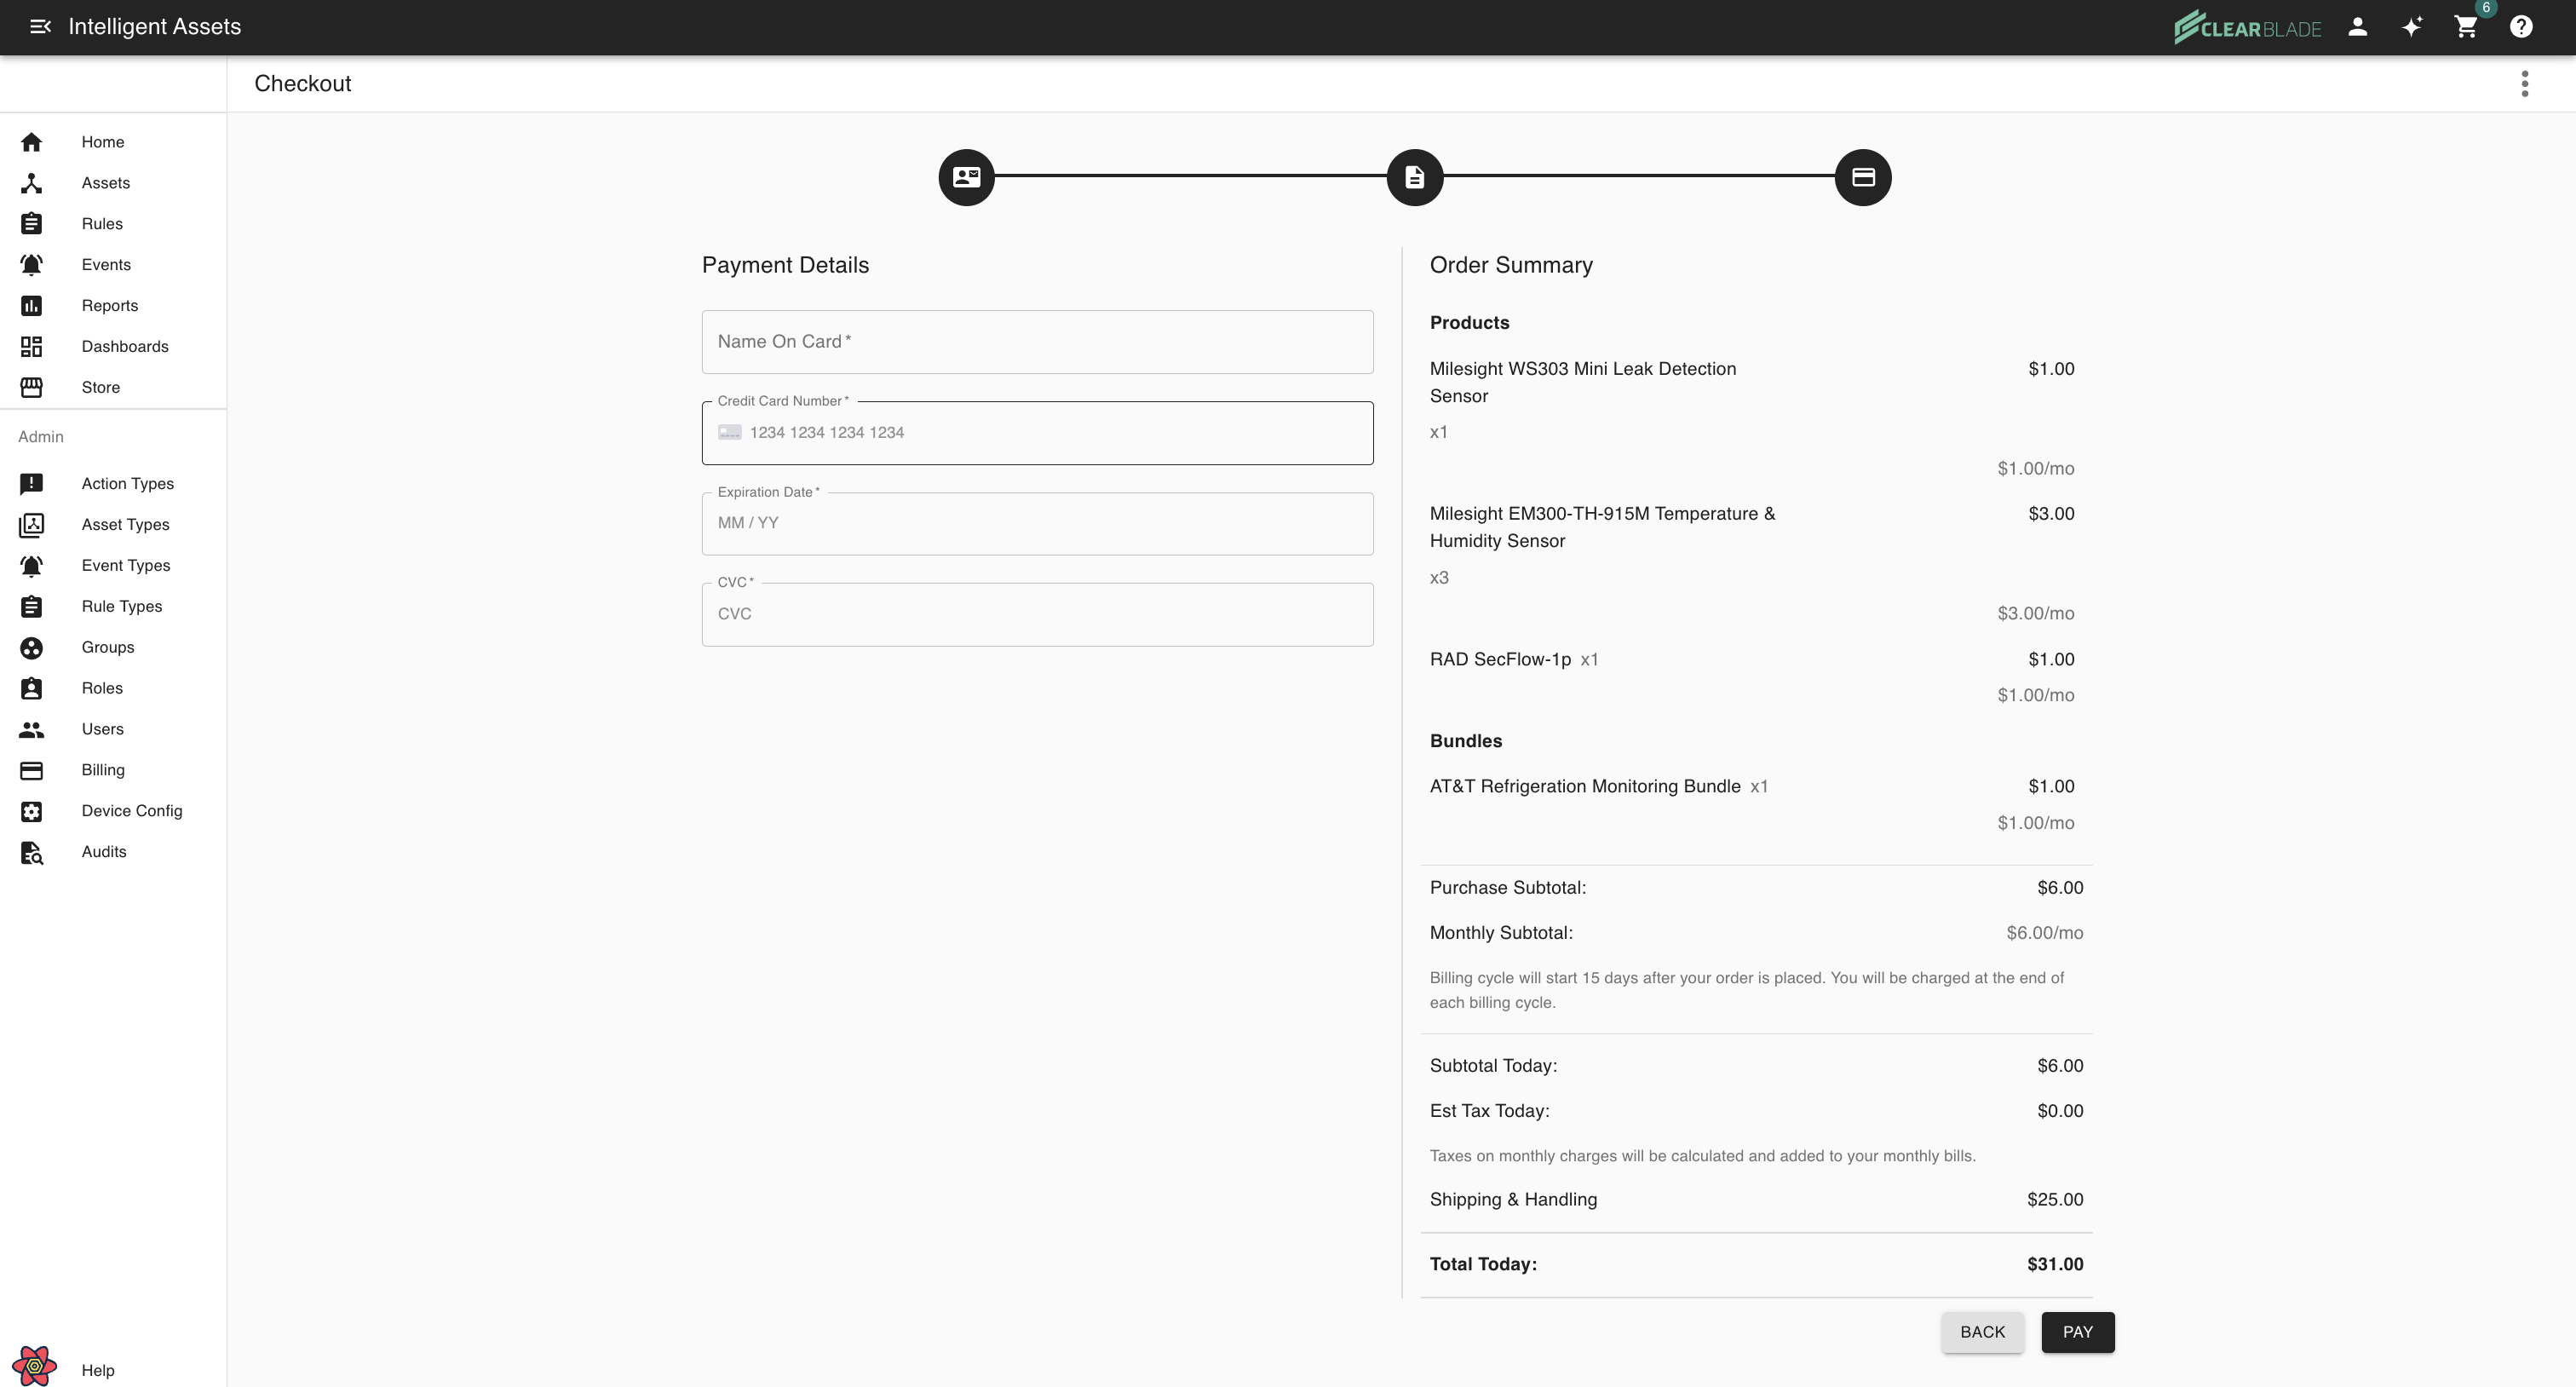 Intelligent Assets
CLEARBLADE
6
Checkout
Home
Assets
Rules
Events
Reports
Dashboards
Store
Admin
Action Types
Asset Types
Event Types
Rule Types
Groups
Roles
Users
Billing
Device Config
Audits
Help
Payment Details
Name On Card *
Credit Card Number *
1234 1234 1234 1234
Expiration Date *
MM / YY
CVC *
CVC
Order Summary
Products
Milesight WS303 Mini Leak Detection $1.00
Sensor
x1
$1.00/mo
Milesight EM300-TH-915M Temperature & $3.00
Humidity Sensor
x3
$3.00/mo
RAD SecFlow-1p x1 $1.00
$1.00/mo
Bundles
AT&T Refrigeration Monitoring Bundle x1 $1.00
$1.00/mo
Purchase Subtotal: $6.00
Monthly Subtotal: $6.00/mo
Billing cycle will start 15 days after your order is placed. You will be charged at the end of
each billing cycle.
Subtotal Today: $6.00
Est Tax Today: $0.00
Taxes on monthly charges will be calculated and added to your monthly bills.
Shipping & Handling $25.00
Total Today: $31.00
BACK
PAY